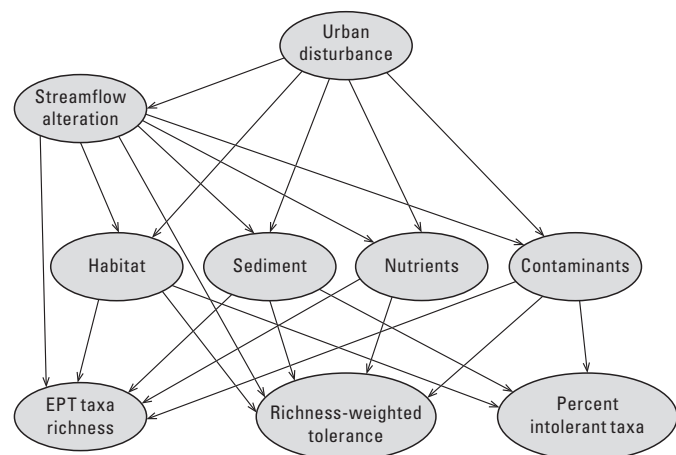 Urban
disturbance
Streamflow
alteration
Habitat
Sediment
Nutrients
Contaminants
EPT taxa
richness
Richness-weighted
tolerance
Percent
intolerant taxa